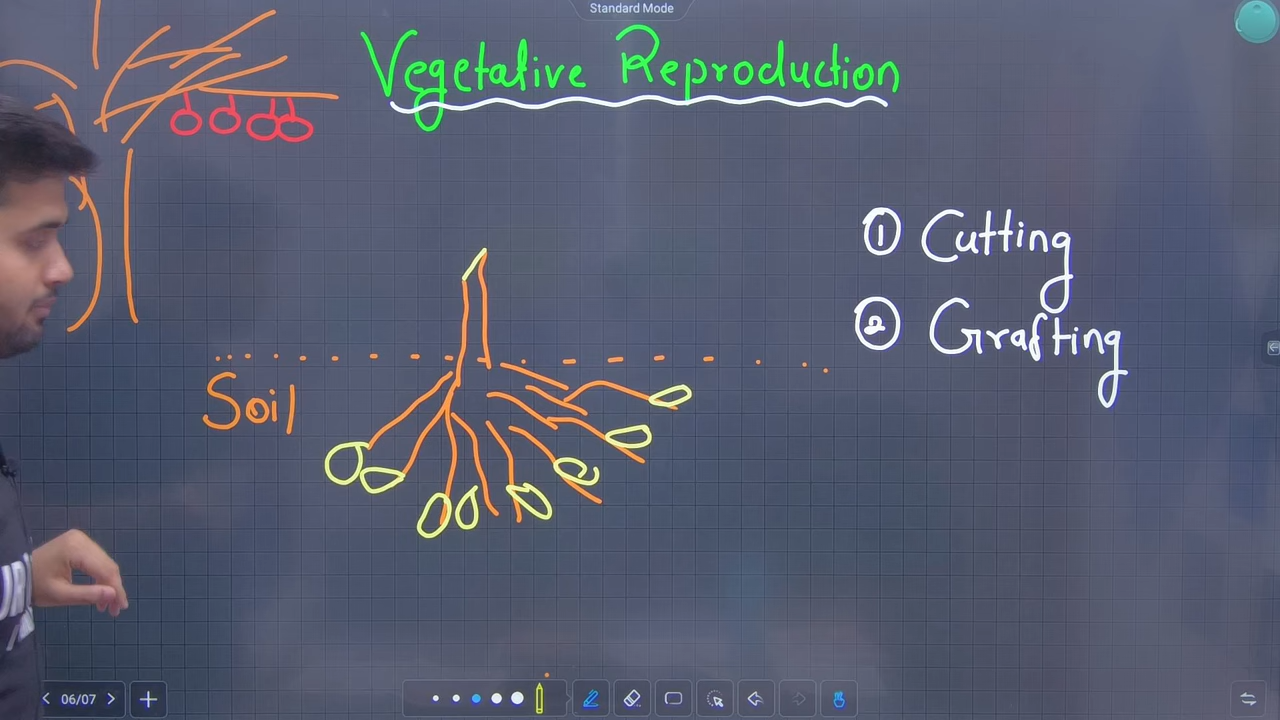 Standard Mode
Vegetative Reproduction
① Cutting
② Grafting
Soil
06/07